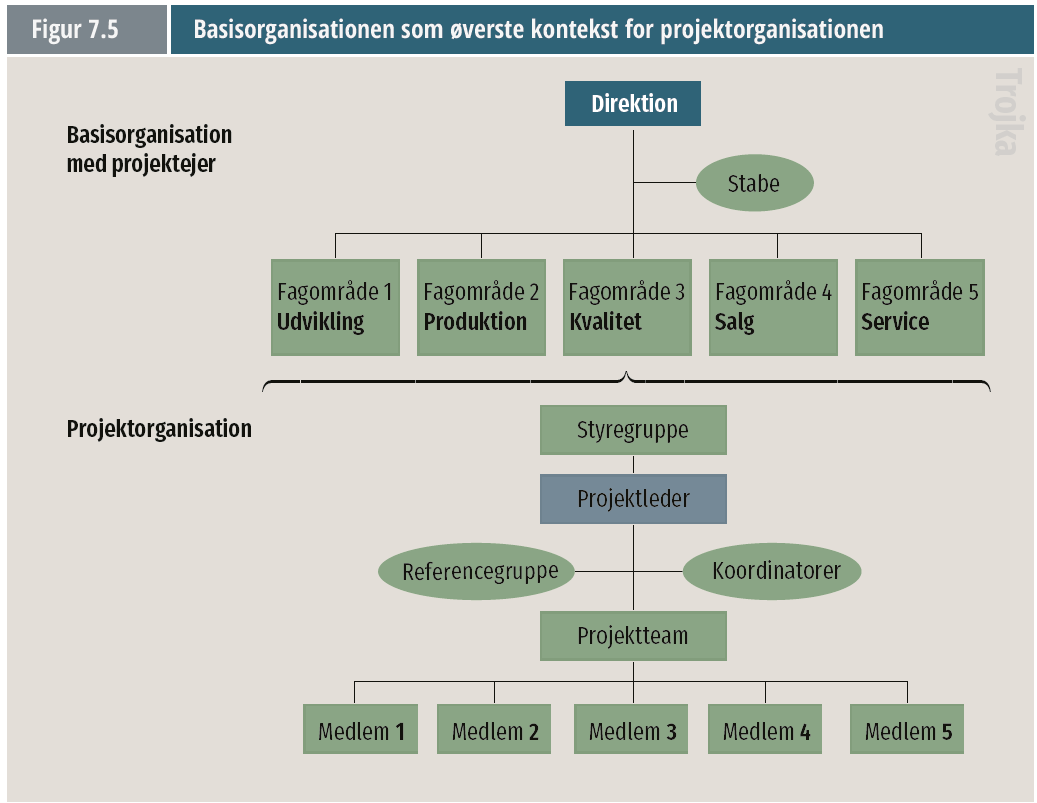 Figur 7.5
Basisorganisationen som øverste kontekst for projektorganisationen
Trojka
Direktion
Basisorganisation
med projektejer
Stabe
Fagområde 1
Udvikling
Fagområde 2
Produktion
Fagområde 3
Kvalitet
Fagområde 4
Salg
Fagområde 5
Service
Projektorganisation
Styregruppe
Projektleder
Referencegruppe
Koordinatorer
Projektteam
Medlem 1
Medlem 2
Medlem 3
Medlem 4
Medlem 5